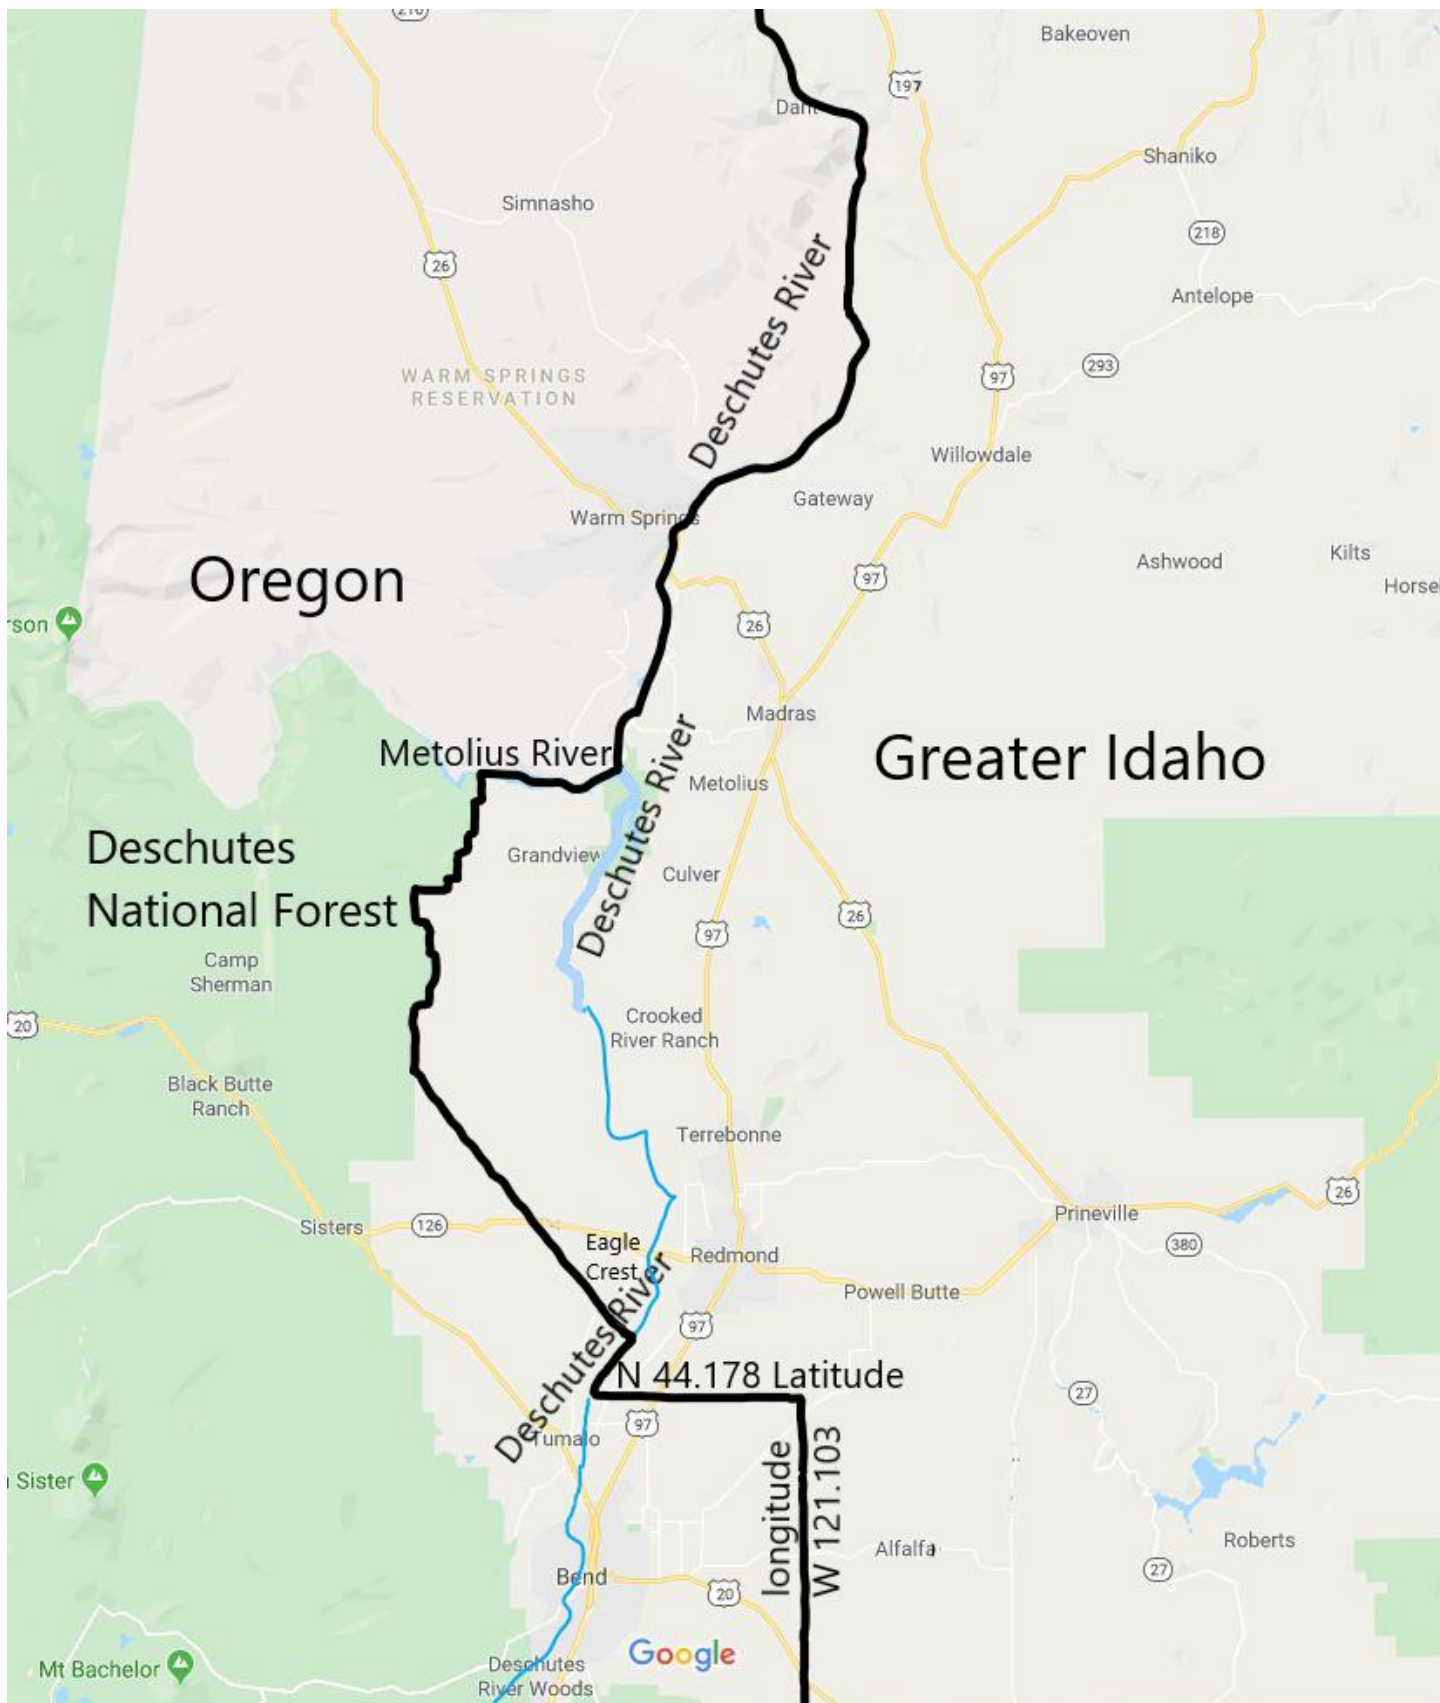 210
Bakeoven
197
Dant
Shaniko
Simnasho
218
26
Deschutes River
Antelope
293
WARM SPRINGS
RESERVATION
97
Willowdale
Gateway
Warm Springs
Ashwood
Kilts
97
Horse
Oregon
rson
26
Madras
Metolius River
Greater Idaho
Deschutes River
Metolius
Deschutes
National Forest
Grandview
Culver
26
97
Camp
Sherman
20
Crooked
River Ranch
Black Butte
Ranch
Terrebonne
26
Prineville
Sisters
126
Eagle
Crest
Redmond
380
Deschutes River
Powell Butte
97
N 44.178 Latitude
27
97
Tumalo
longitude
W 121.103
Sister
Alfalfa
Roberts
27
Bend
20
Google
Mt Bachelor
Deschutes
River Woods